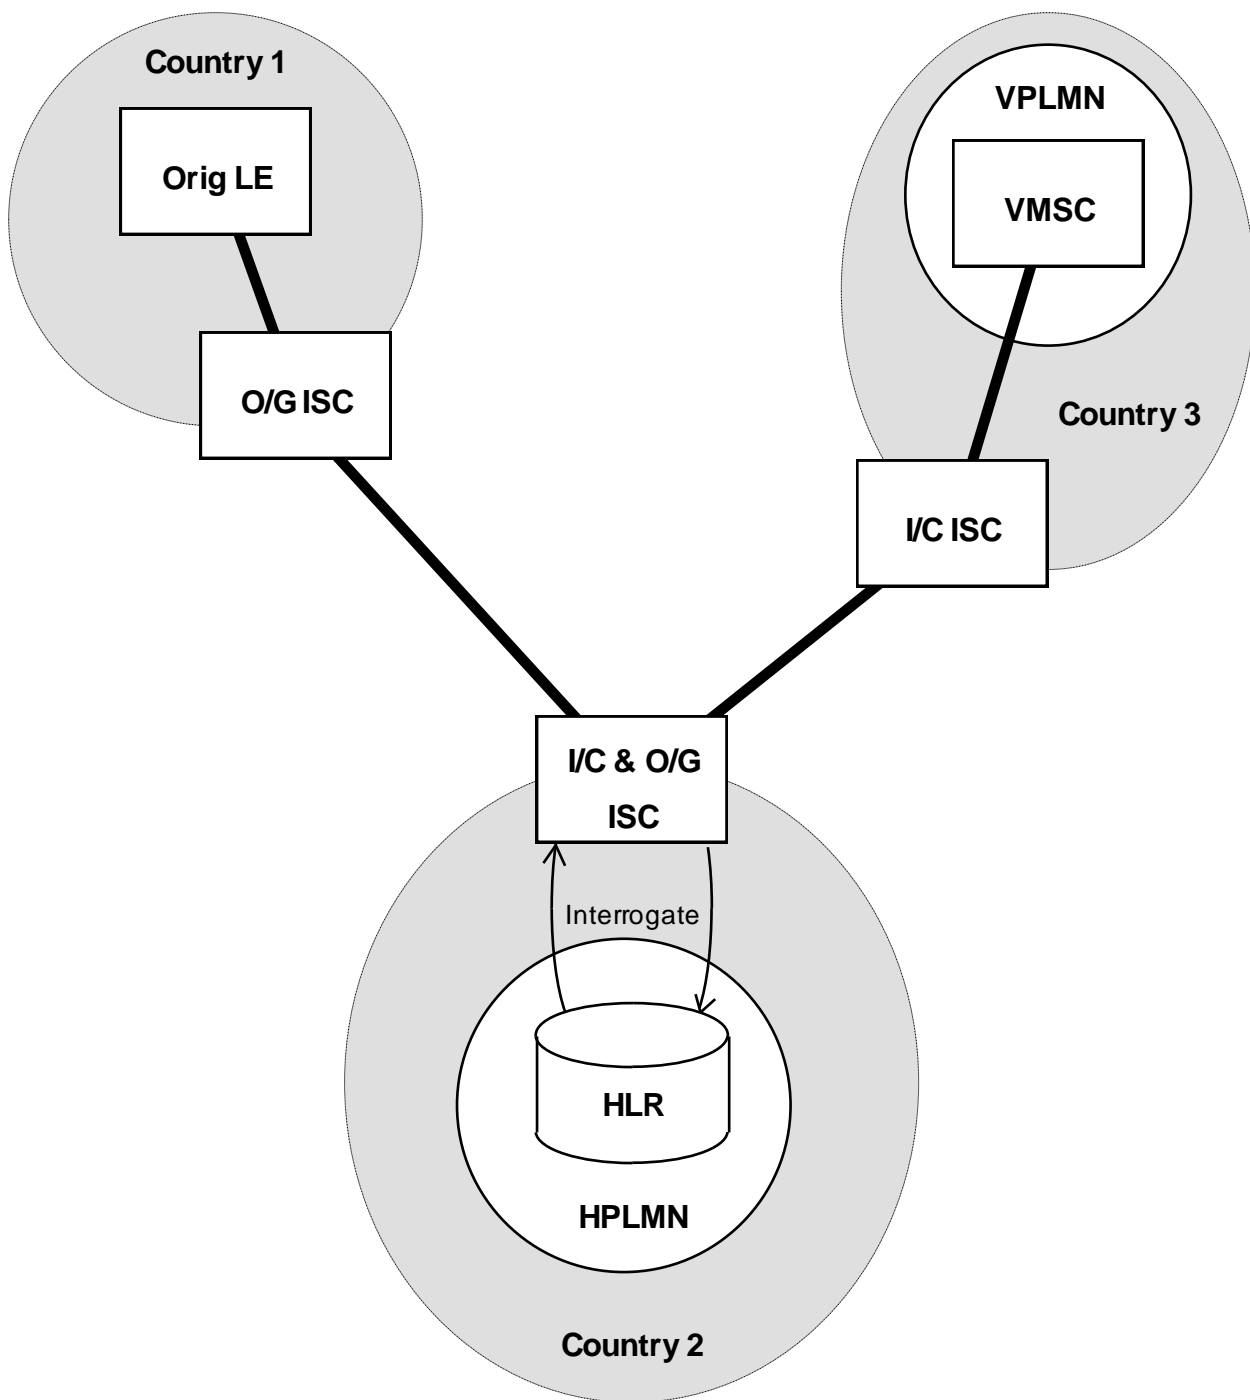 Country 1
Orig LE
O/G ISC
VPLMN
VMSC
Country 3
I/C ISC
I/C & O/G
ISC
Interrogate
HLR
HPLMN
Country 2